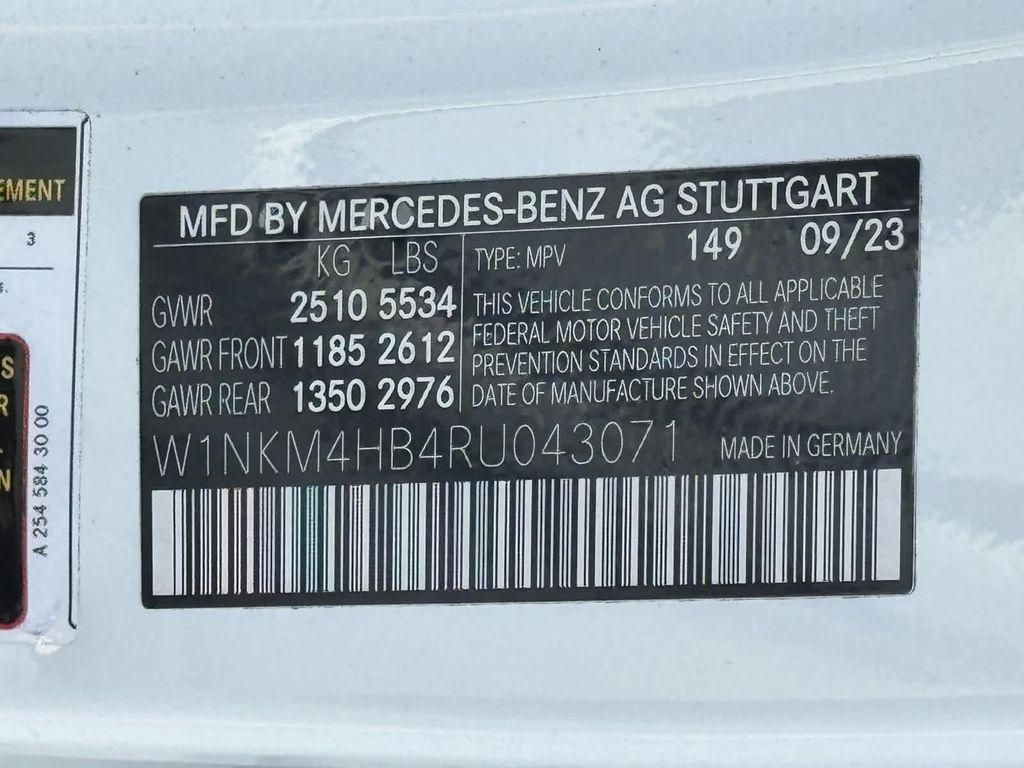 EMENT
3
A 254 584 30 00
MFD BY MERCEDES-BENZ AG STUTTGART
KG LBS
GVWR 2510 5534
GAWR FRONT 1185 2612
GAWR REAR 1350 2976
TYPE: MPV 149 09/23
THIS VEHICLE CONFORMS TO ALL APPLICABLE
FEDERAL MOTOR VEHICLE SAFETY AND THEFT
PREVENTION STANDARDS IN EFFECT ON THE
DATE OF MANUFACTURE SHOWN ABOVE.
W1NKM4HB4RU043071 MADE IN GERMANY